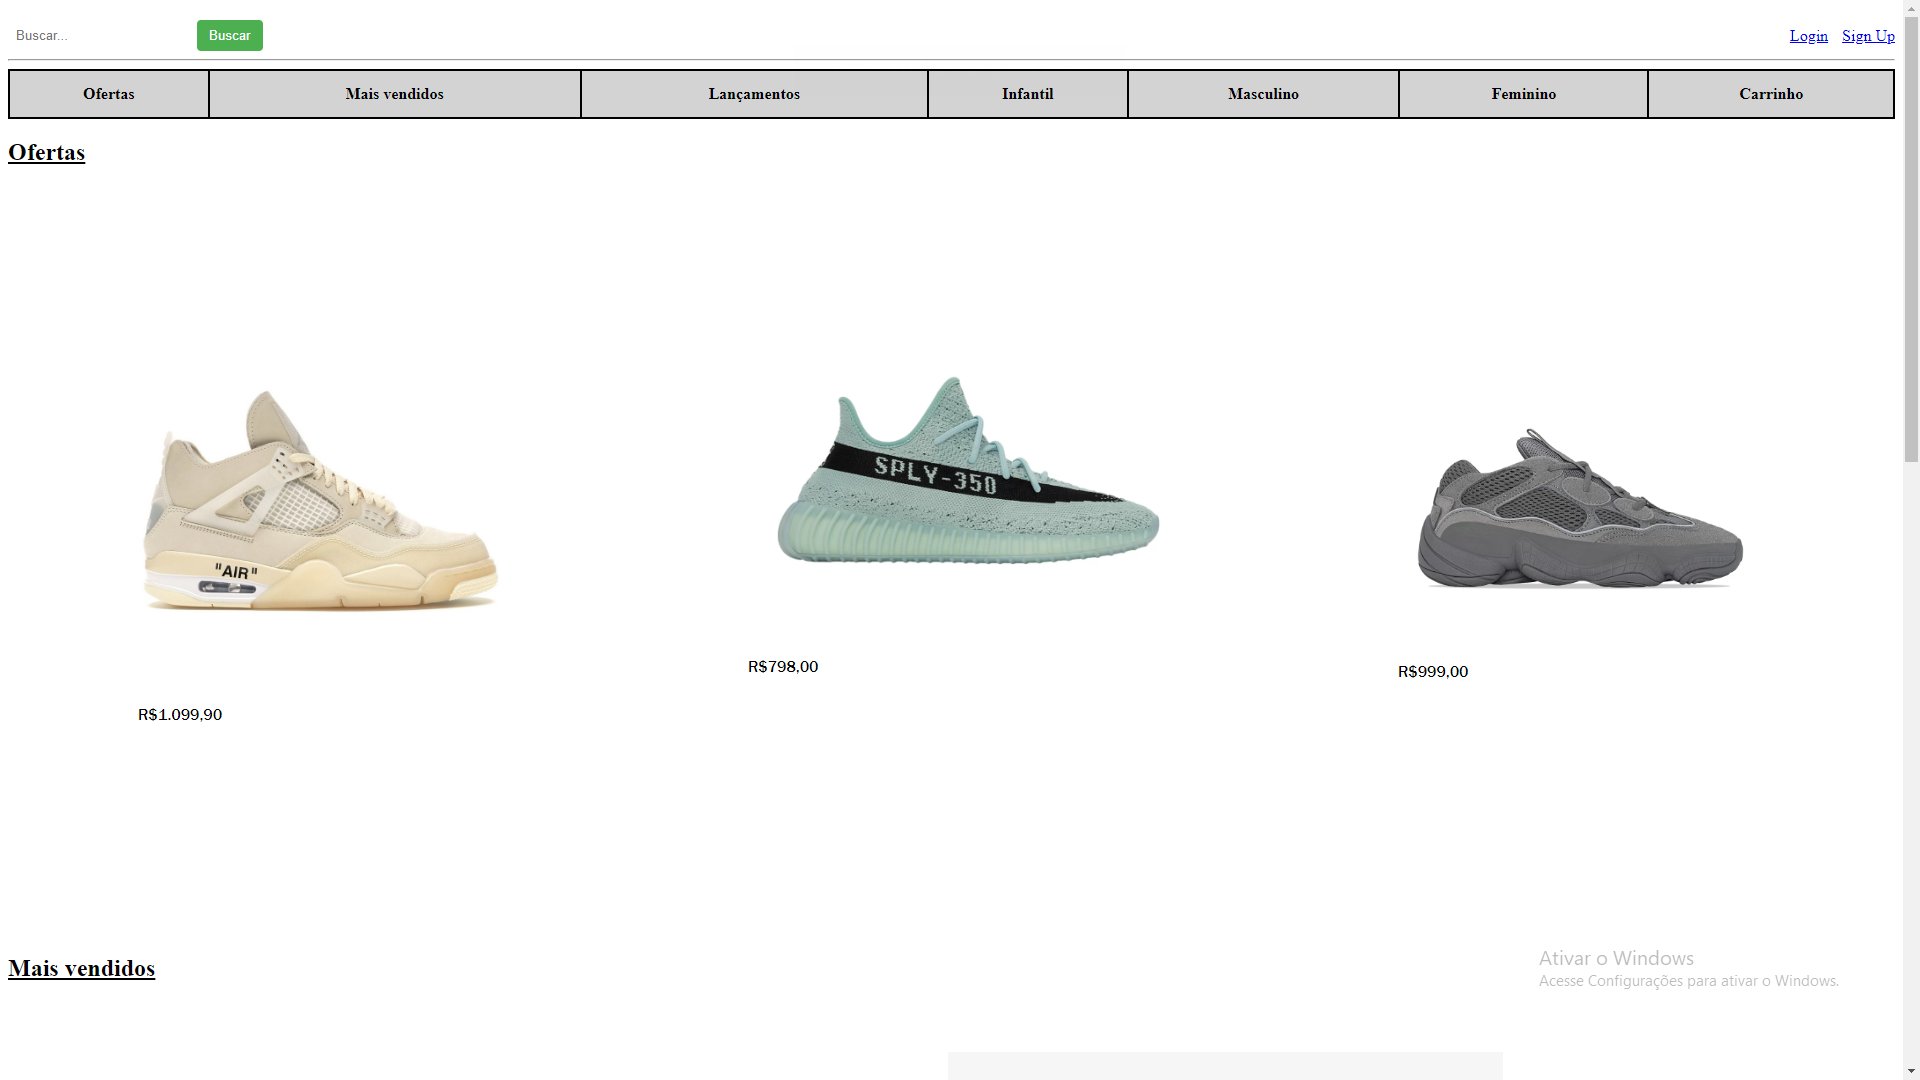 Buscar... Buscar Login Sign Up
Ofertas Mais vendidos Lançamentos Infantil Masculino Feminino Carrinho
Ofertas
SPLY-350
"AIR"
R$798,00
R$999,00
R$1.099,90
Mais vendidos
Ativar o Windows
Acesse Configurações para ativar o Windows.